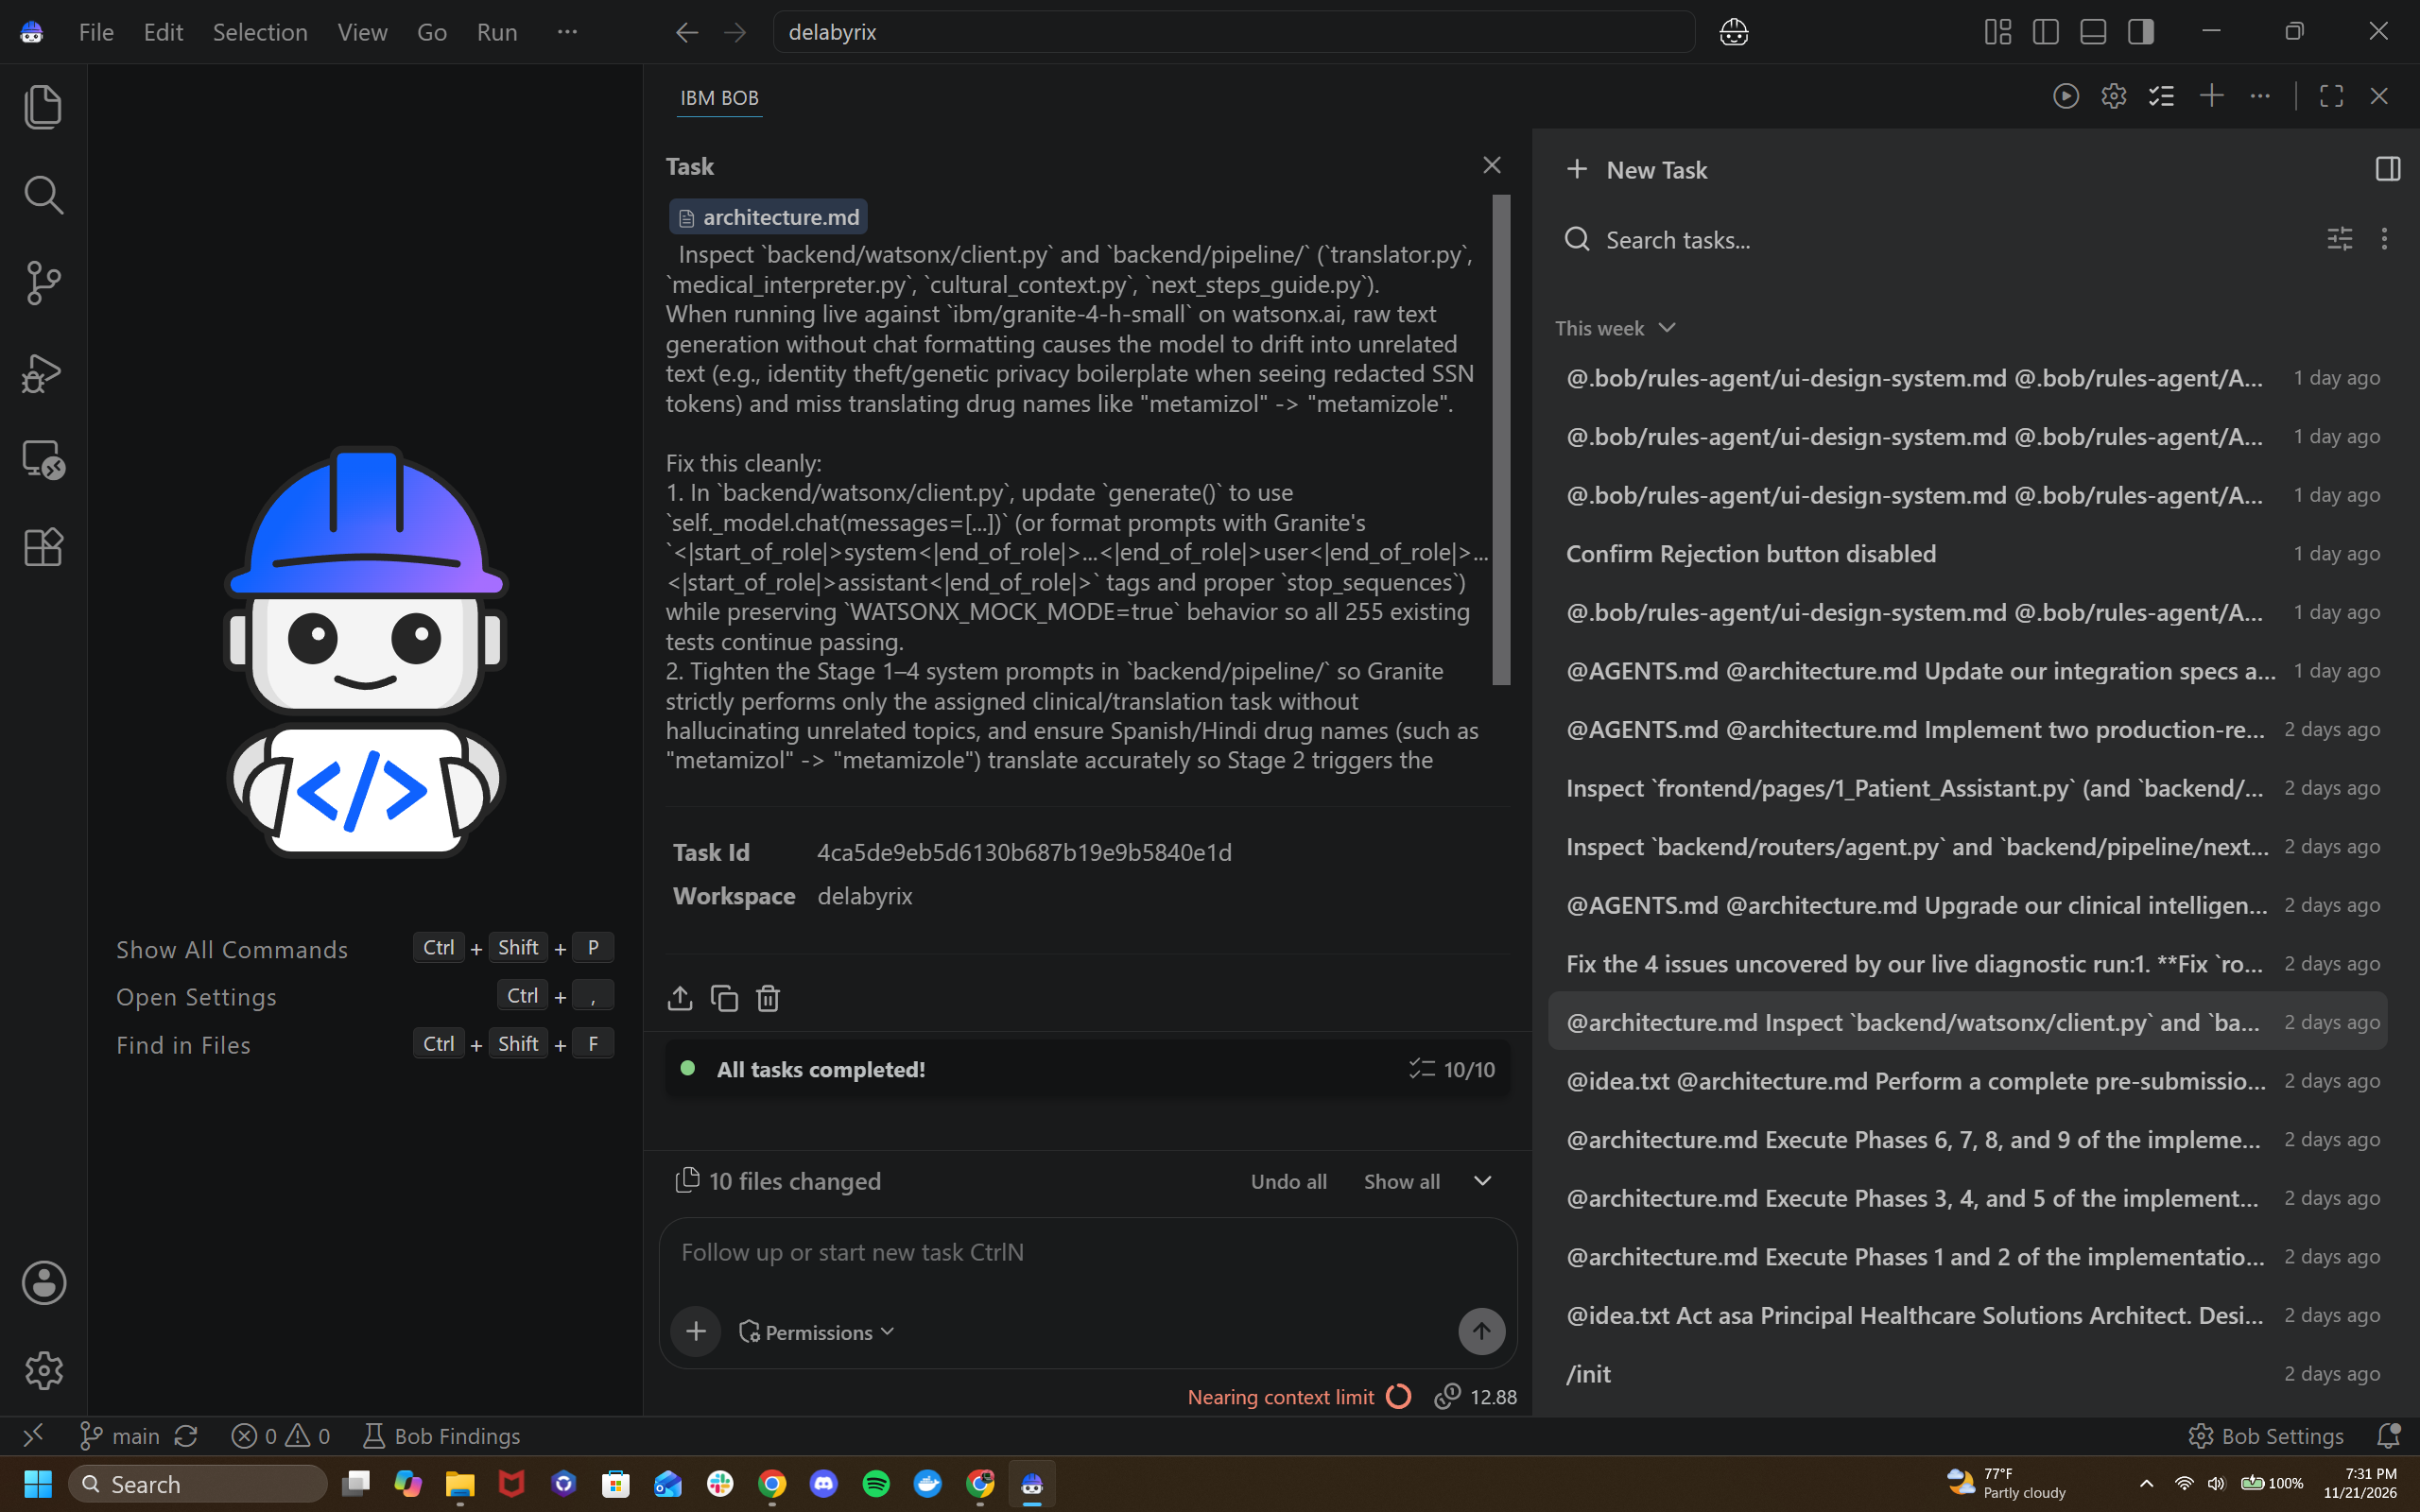 File Edit Selection View Go Run ···
delabyrix
IBM BOB
Task
architecture.md
Inspect `backend/watsonx/client.py` and `backend/pipeline/` (`translator.py`,
`medical_interpreter.py`, `cultural_context.py`, `next_steps_guide.py`).
When running live against `ibm/granite-4-h-small` on watsonx.ai, raw text
generation without chat formatting causes the model to drift into unrelated
text (e.g., identity theft/genetic privacy boilerplate when seeing redacted SSN
tokens) and miss translating drug names like "metamizol" -> "metamizole".
Fix this cleanly:
1. In `backend/watsonx/client.py`, update `generate()` to use
`self._model.chat(messages=[...])` (or format prompts with Granite's
`<|start_of_role|>system<|end_of_role|>...<|end_of_role|>user<|end_of_role|>...
<|start_of_role|>assistant<|end_of_role|>` tags and proper `stop_sequences`)
while preserving `WATSONX_MOCK_MODE=true` behavior so all 255 existing
tests continue passing.
2. Tighten the Stage 1–4 system prompts in `backend/pipeline/` so Granite
strictly performs only the assigned clinical/translation task without
hallucinating unrelated topics, and ensure Spanish/Hindi drug names (such as
"metamizol" -> "metamizole") translate accurately so Stage 2 triggers the
Task Id 4ca5de9eb5d6130b687b19e9b5840e1d
Workspace delabyrix
All tasks completed! 10/10
10 files changed Undo all Show all
Follow up or start new task CtrlN
Permissions
Nearing context limit 12.88
Show All Commands Ctrl + Shift + P
Open Settings Ctrl + ,
Find in Files Ctrl + Shift + F
New Task
Search tasks...
This week
@.bob/rules-agent/ui-design-system.md @.bob/rules-agent/A... 1 day ago
@.bob/rules-agent/ui-design-system.md @.bob/rules-agent/A... 1 day ago
@.bob/rules-agent/ui-design-system.md @.bob/rules-agent/A... 1 day ago
Confirm Rejection button disabled 1 day ago
@.bob/rules-agent/ui-design-system.md @.bob/rules-agent/A... 1 day ago
@AGENTS.md @architecture.md Update our integration specs a... 1 day ago
@AGENTS.md @architecture.md Implement two production-re... 2 days ago
Inspect `frontend/pages/1_Patient_Assistant.py` (and `backend/... 2 days ago
Inspect `backend/routers/agent.py` and `backend/pipeline/next... 2 days ago
@AGENTS.md @architecture.md Upgrade our clinical intelligen... 2 days ago
Fix the 4 issues uncovered by our live diagnostic run:1. **Fix `ro... 2 days ago
@architecture.md Inspect `backend/watsonx/client.py` and `ba... 2 days ago
@idea.txt @architecture.md Perform a complete pre-submissio... 2 days ago
@architecture.md Execute Phases 6, 7, 8, and 9 of the impleme... 2 days ago
@architecture.md Execute Phases 3, 4, and 5 of the implement... 2 days ago
@architecture.md Execute Phases 1 and 2 of the implementatio... 2 days ago
@idea.txt Act asa Principal Healthcare Solutions Architect. Desi... 2 days ago
/init 2 days ago
main 0 0 Bob Findings Bob Settings
Search
77°F
Partly cloudy
100%
7:31 PM
11/21/2026